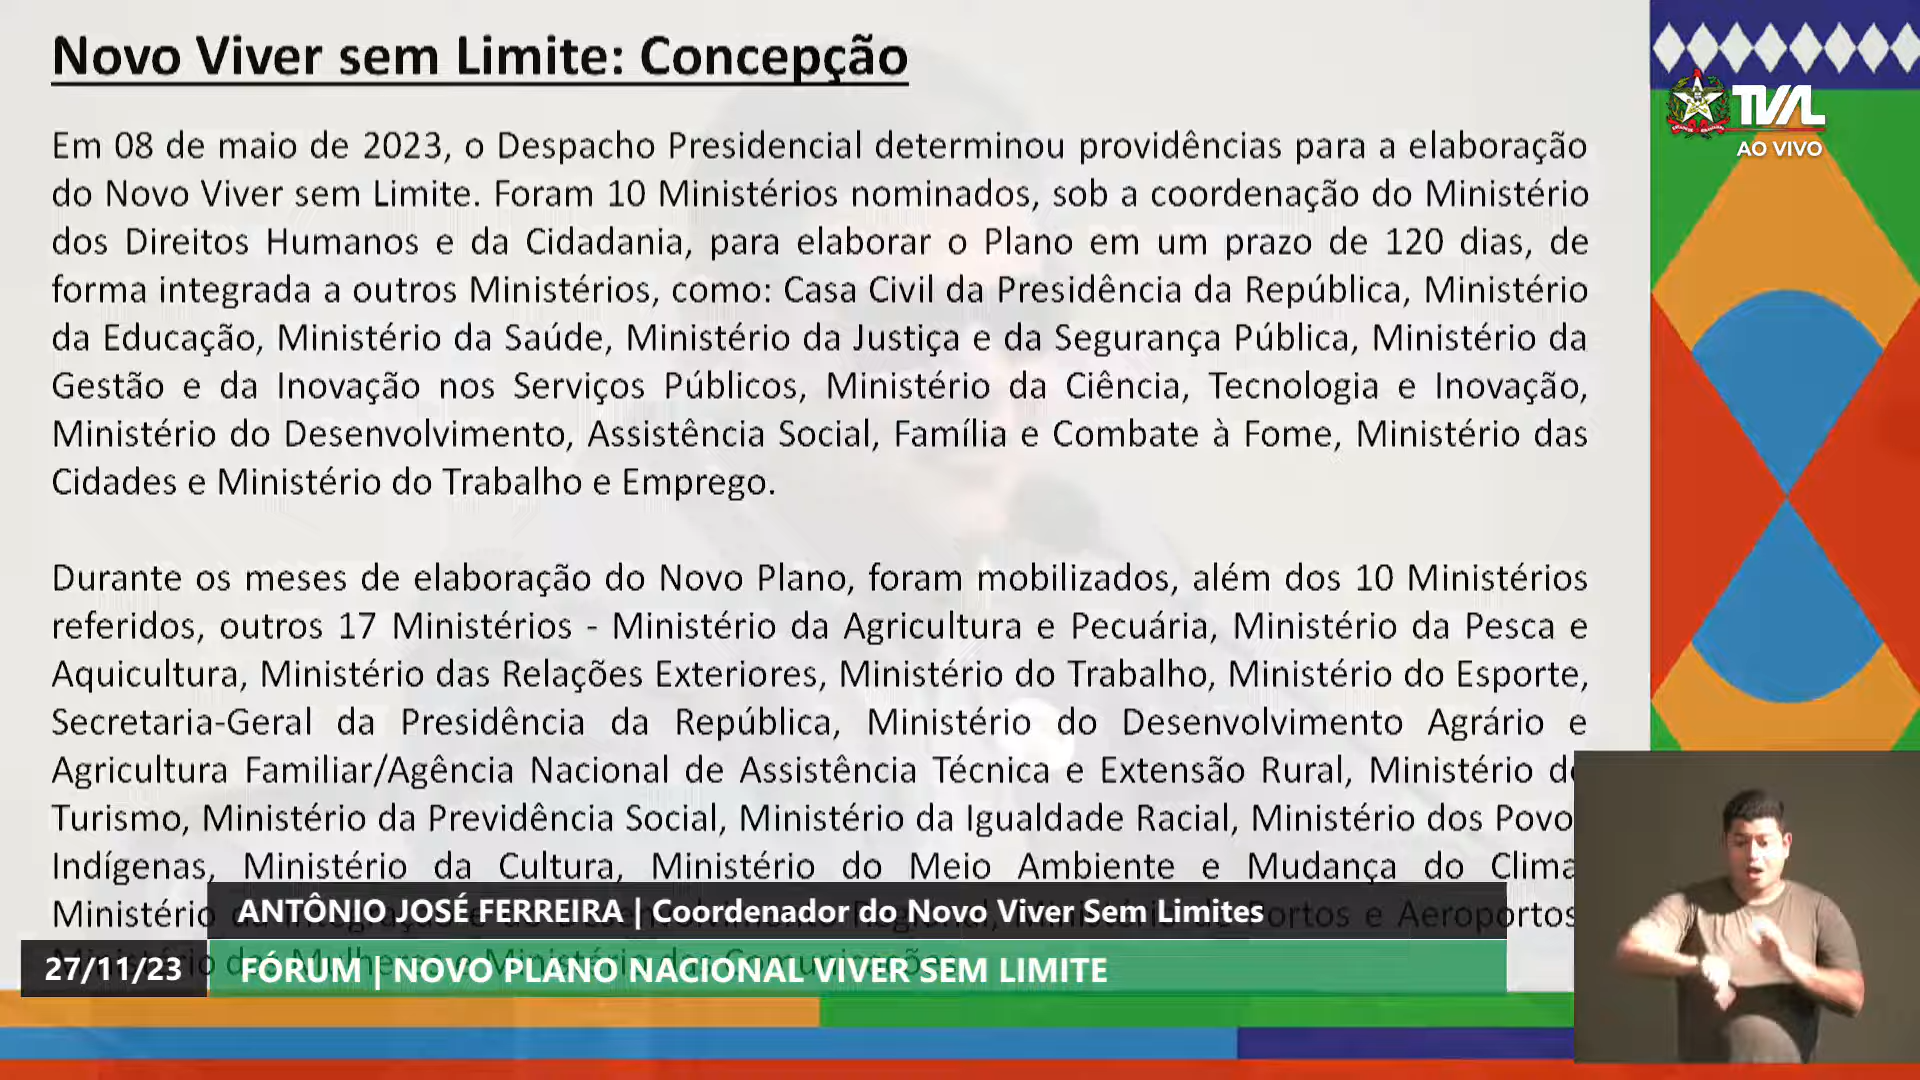 Novo Viver sem Limite: Concepção
Em 08 de maio de 2023, o Despacho Presidencial determinou providências para a elaboração
do Novo Viver sem Limite. Foram 10 Ministérios nominados, sob a coordenação do Ministério
dos Direitos Humanos e da Cidadania, para elaborar o Plano em um prazo de 120 dias, de
forma integrada a outros Ministérios, como: Casa Civil da Presidência da República, Ministério
da Educação, Ministério da Saúde, Ministério da Justiça e da Segurança Pública, Ministério da
Gestão e da Inovação nos Serviços Públicos, Ministério da Ciência, Tecnologia e Inovação,
Ministério do Desenvolvimento, Assistência Social, Família e Combate à Fome, Ministério das
Cidades e Ministério do Trabalho e Emprego.
Durante os meses de elaboração do Novo Plano, foram mobilizados, além dos 10 Ministérios
referidos, outros 17 Ministérios - Ministério da Agricultura e Pecuária, Ministério da Pesca e
Aquicultura, Ministério das Relações Exteriores, Ministério do Trabalho, Ministério do Esporte,
Secretaria-Geral da Presidência da República, Ministério do Desenvolvimento Agrário e
Agricultura Familiar/Agência Nacional de Assistência Técnica e Extensão Rural, Ministério
Turismo, Ministério da Previdência Social, Ministério da Igualdade Racial, Ministério dos Povo
Indígenas, Ministério da Cultura, Ministério do Meio Ambiente e Mudança do Clima
Ministério Portos e Aeroportos
TVAL
AO VIVO
ANTÔNIO JOSÉ FERREIRA | Coordenador do Novo Viver Sem Limites
27/11/23
FÓRUM | NOVO PLANO NACIONAL VIVER SEM LIMITE